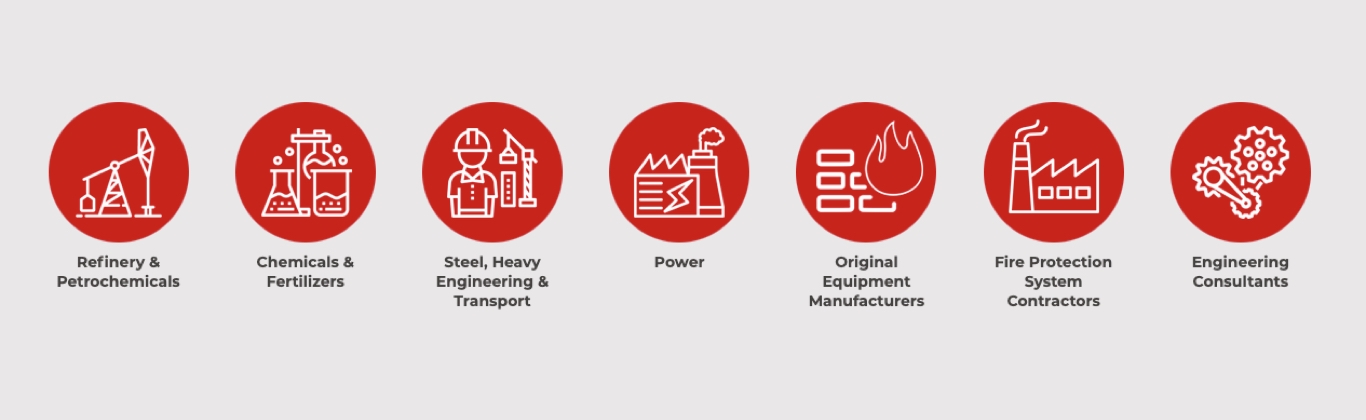 Refinery &
Petrochemicals
Chemicals &
Fertilizers
Steel, Heavy
Engineering &
Transport
Power
Original
Equipment
Manufacturers
Fire Protection
System
Contractors
Engineering
Consultants